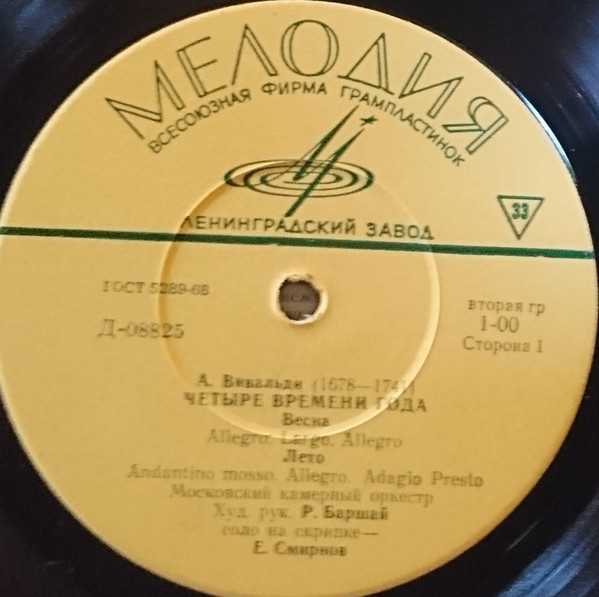 МЕЛОДИЯ
ВСЕСОЮЗНАЯ ФИРМА ГРАМПЛАСТИНОК
ЛЕНИНГРАДСКИЙ ЗАВОД
33
ГОСТ 5289-68
Д-08825
вторая гр
1-00
Сторона 1
А. Вивальди (1678—1741)
ЧЕТЫРЕ ВРЕМЕНИ ГОДА
Весна
Allegro. Largo. Allegro
Лето
Andantino mosso. Allegro. Adagio Presto
Московский камерный оркестр
Худ. рук. Р. Баршай
соло на скрипке—
Е. Смирнов